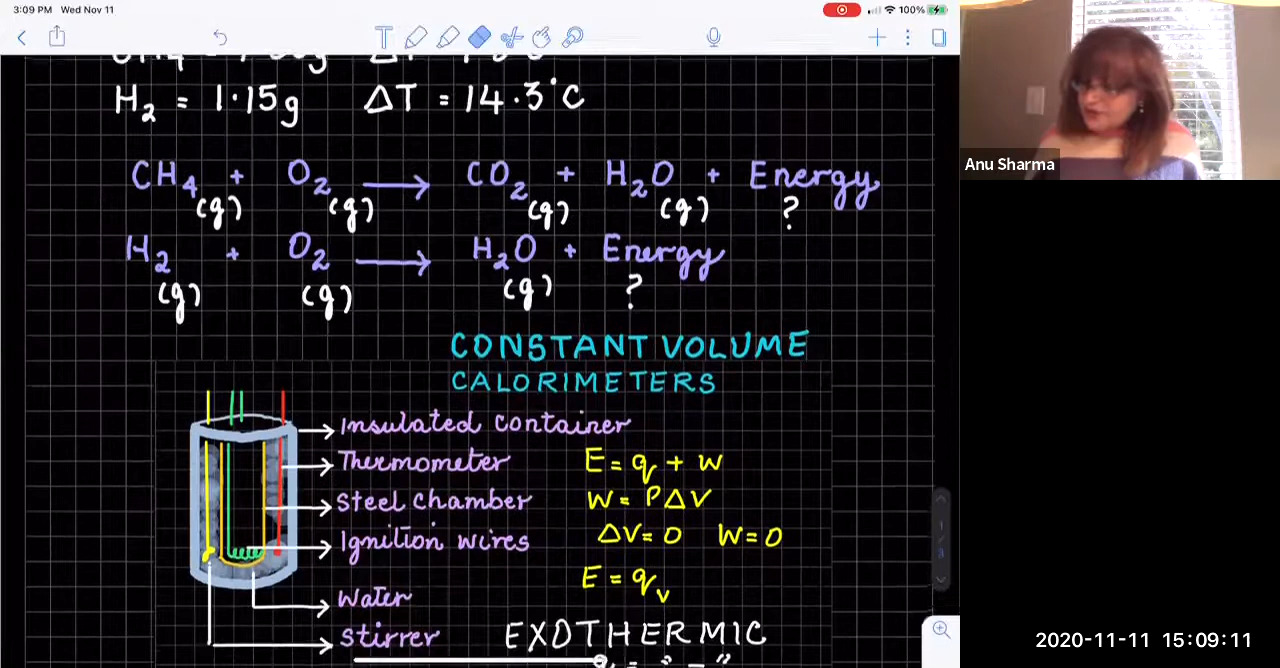 3:09 PM Wed Nov 11
100%
H₂ = 1.15g ΔT = 14.3°C
CH₄ + O₂ → CO₂ + H₂O + Energy
(g) (g) (g) (g) ?
H₂ + O₂ → H₂O + Energy
(g) (g) (g) ?
CONSTANT VOLUME
CALORIMETERS
Insulated container
Thermometer
Steel chamber
Ignition wires
Water
Stirrer
E = q + w
W = PΔV
ΔV = 0 W = 0
E = qᵥ
EXOTHERMIC
Anu Sharma
2020-11-11 15:09:11